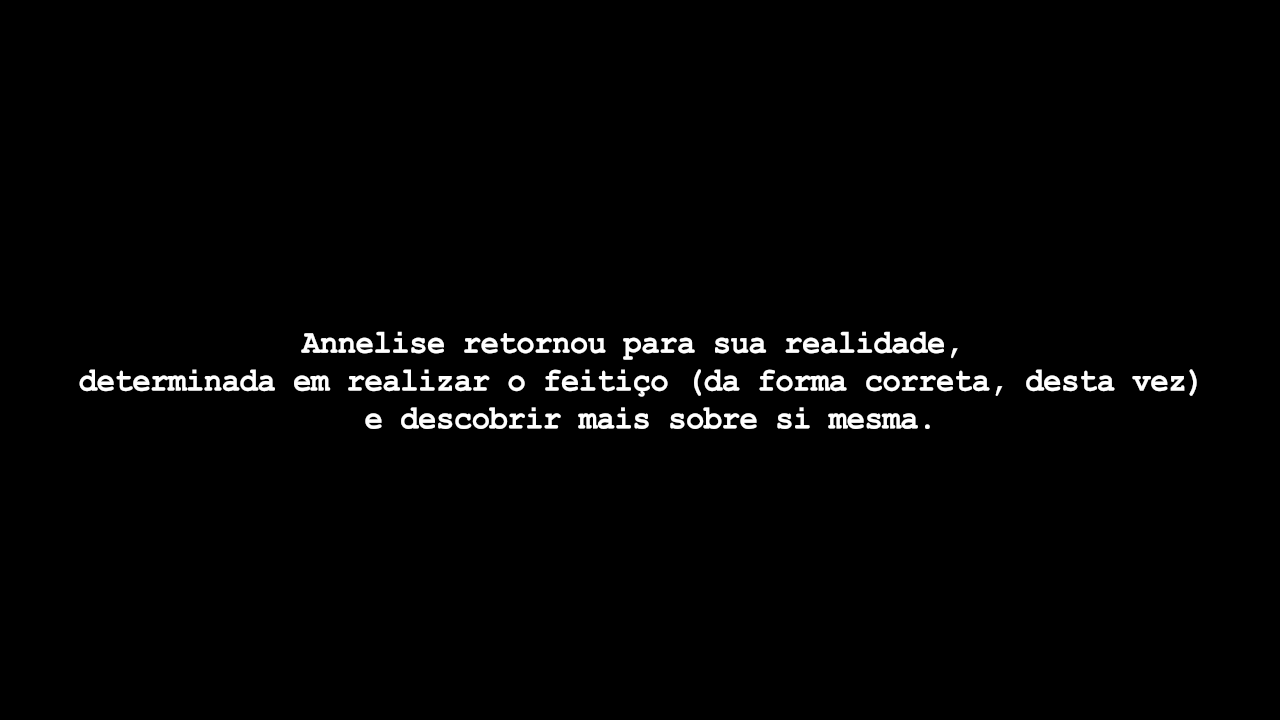 Annelise retornou para sua realidade,
determinada em realizar o feitiço (da forma correta, desta vez)
e descobrir mais sobre si mesma.